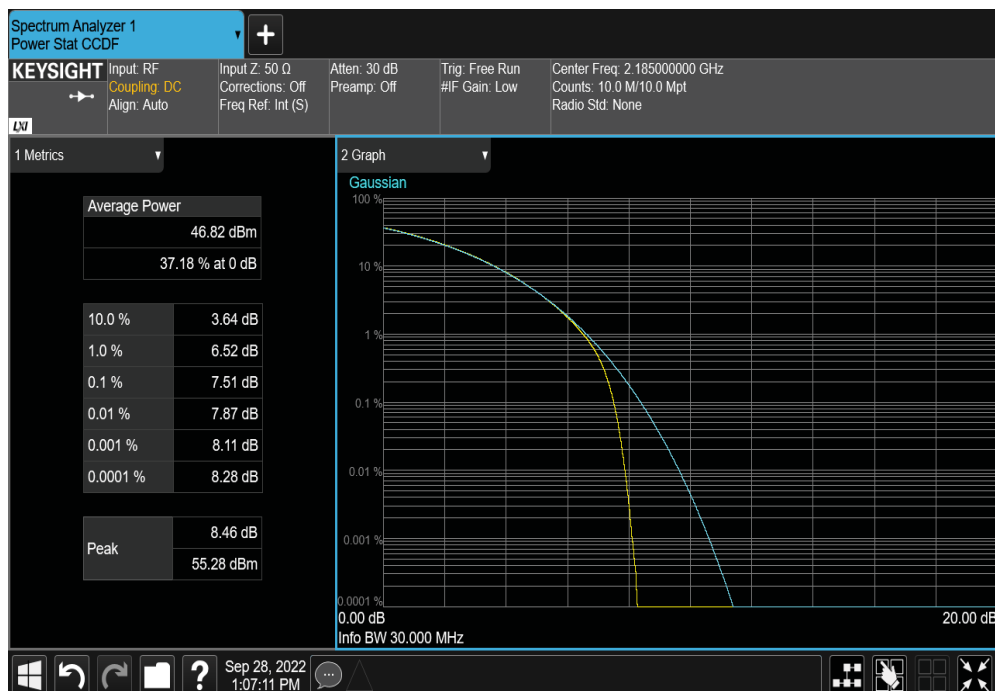 Spectrum Analyzer 1
Power Stat CCDF
KEYSIGHT
LXI
Input: RF
Coupling: DC
Align: Auto
Input Z: 50 Ω
Corrections: Off
Freq Ref: Int (S)
Atten: 30 dB
Preamp: Off
Trig: Free Run
#IF Gain: Low
Center Freq: 2.185000000 GHz
Counts: 10.0 M/10.0 Mpt
Radio Std: None
1 Metrics
Average Power
46.82 dBm
37.18 % at 0 dB
10.0 % 3.64 dB
1.0 % 6.52 dB
0.1 % 7.51 dB
0.01 % 7.87 dB
0.001 % 8.11 dB
0.0001 % 8.28 dB
Peak
8.46 dB
55.28 dBm
2 Graph
Gaussian
100 %
10 %
1 %
0.1 %
0.01 %
0.001 %
0.0001 %
0.00 dB 20.00 dB
Info BW 30.000 MHz
Sep 28, 2022
1:07:11 PM